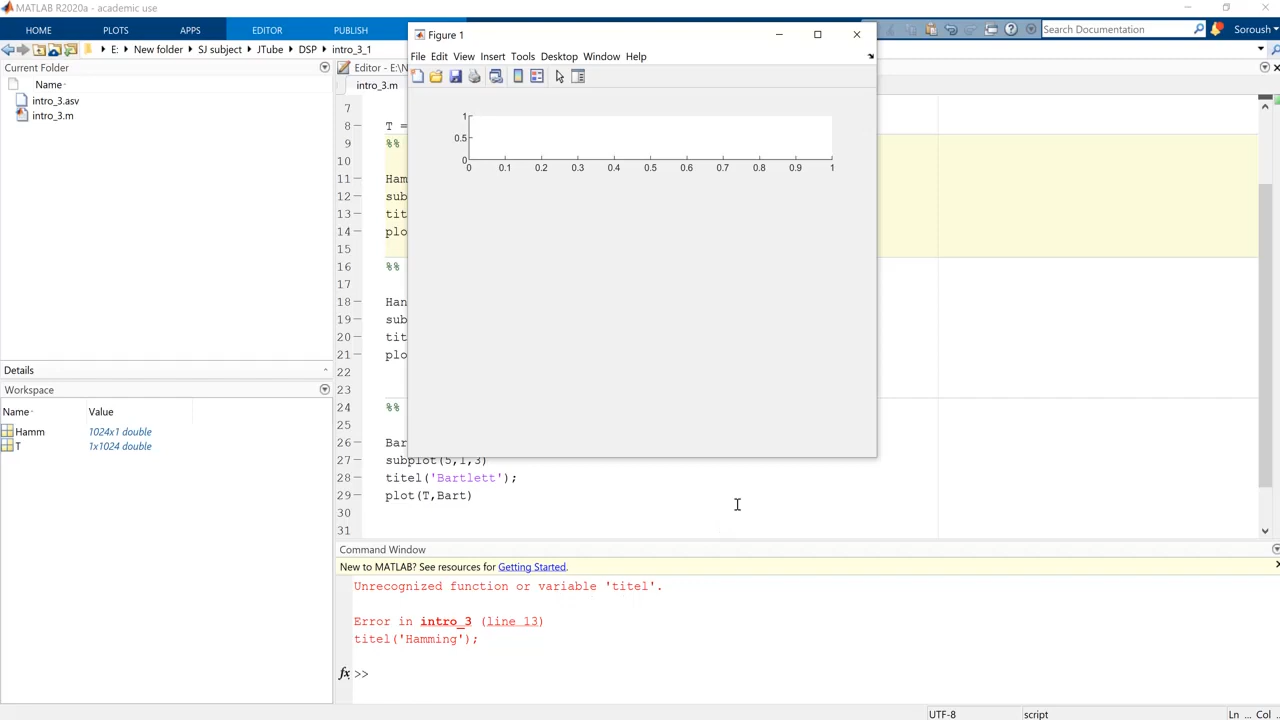 MATLAB R2020a - academic use
HOME PLOTS APPS EDITOR PUBLISH
Search Documentation Soroush
E: New folder SJ subject JTube DSP intro_3_1
Current Folder
Name
intro_3.asv
intro_3.m
Details
Workspace
Name Value
Hamm 1024x1 double
T 1x1024 double
Editor - E:\N
intro_3.m
Figure 1
File Edit View Insert Tools Desktop Window Help
1
0.5
0
0 0.1 0.2 0.3 0.4 0.5 0.6 0.7 0.8 0.9 1
7
8 T =
9 %%
10
11 Ham
12 sub
13 tit
14 plo
15
16 %%
17
18 Han
19 sub
20 tit
21 plo
22
23
24 %%
25
26 Bar
27 subplot(5,1,3)
28 titel('Bartlett');
29 plot(T,Bart)
30
31
Command Window
New to MATLAB? See resources for Getting Started.
Unrecognized function or variable 'titel'.
Error in intro_3 (line 13)
titel('Hamming');
fx >>
UTF-8 script Ln ... Col ...